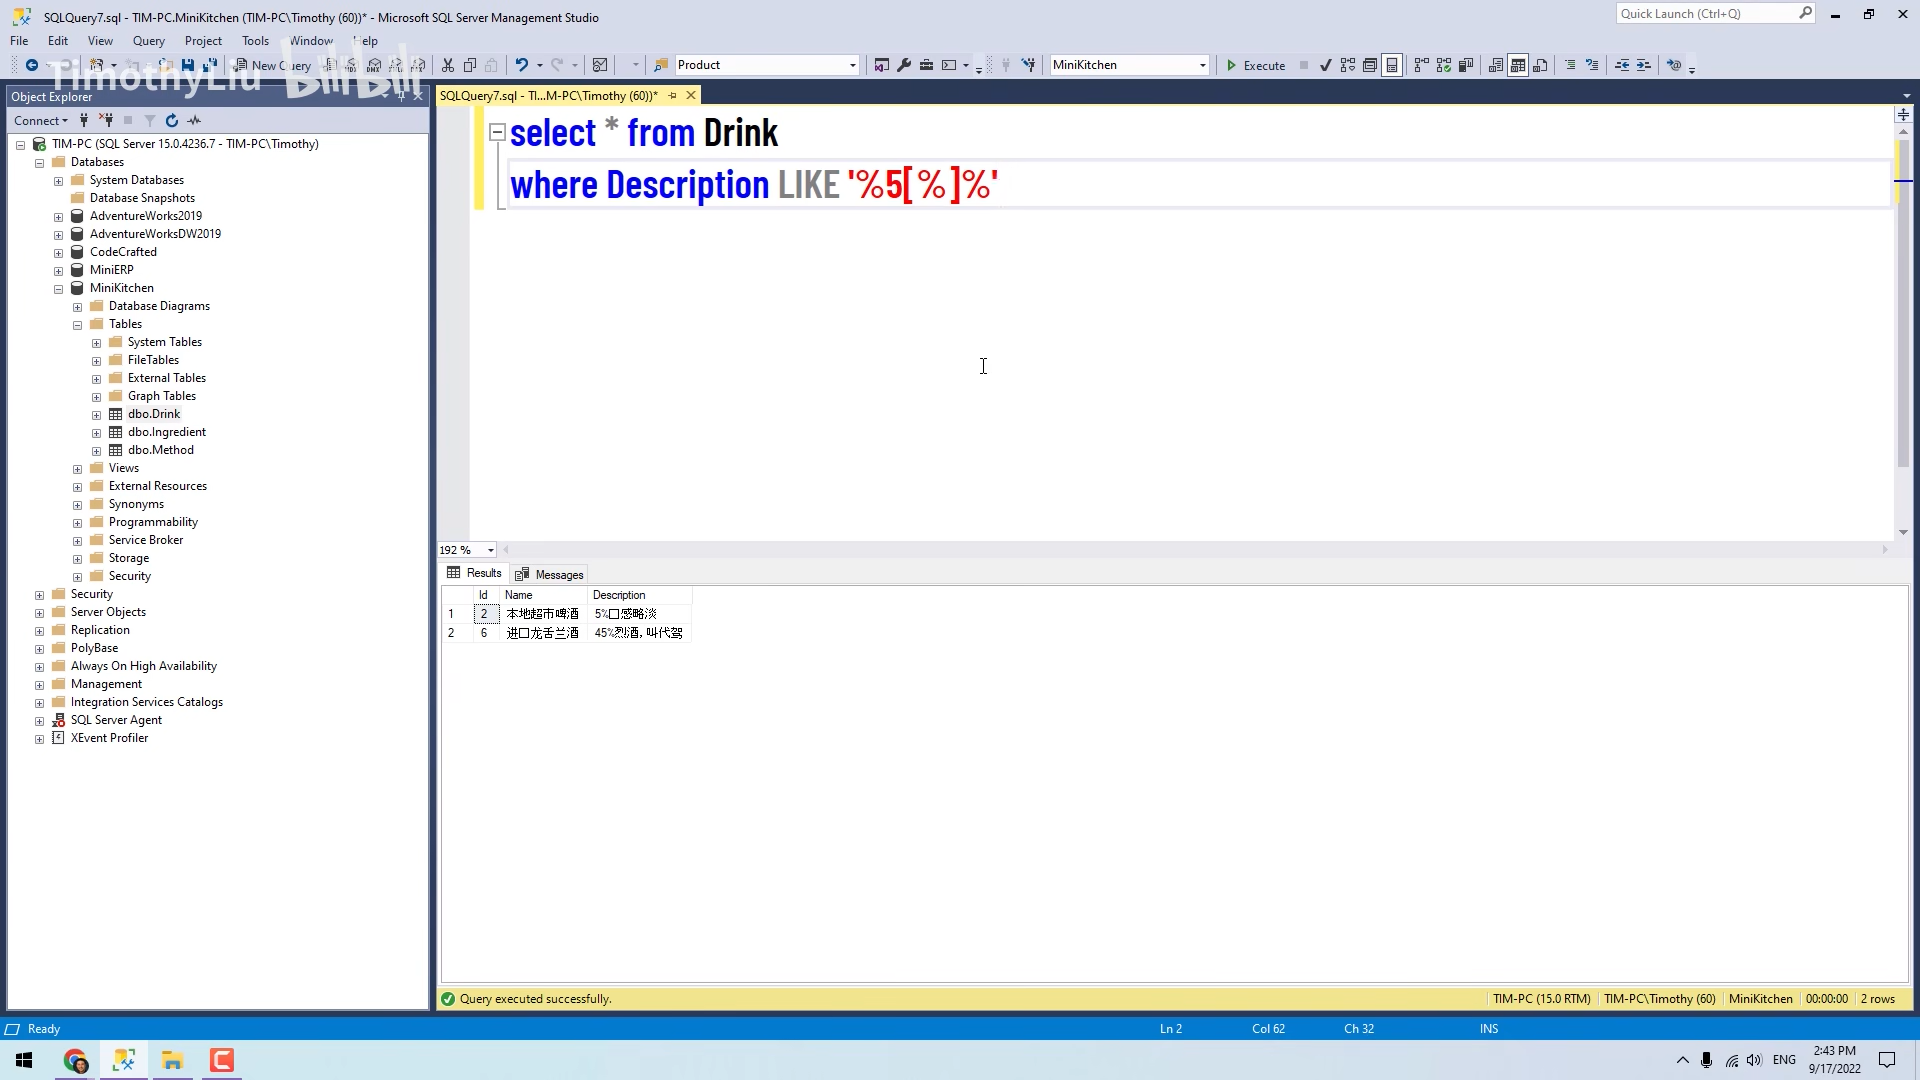 SQLQuery7.sql - TIM-PC.MiniKitchen (TIM-PC\Timothy (60))* - Microsoft SQL Server Management Studio
Quick Launch (Ctrl+Q)
File Edit View Query Project Tools Window Help
New Query
Product
MiniKitchen
Execute
TimothyLiu bilibili
Object Explorer
SQLQuery7.sql - TI...M-PC\Timothy (60))*
Connect
TIM-PC (SQL Server 15.0.4236.7 - TIM-PC\Timothy)
Databases
System Databases
Database Snapshots
AdventureWorks2019
AdventureWorksDW2019
CodeCrafted
MiniERP
MiniKitchen
Database Diagrams
Tables
System Tables
FileTables
External Tables
Graph Tables
dbo.Drink
dbo.Ingredient
dbo.Method
Views
External Resources
Synonyms
Programmability
Service Broker
Storage
Security
Security
Server Objects
Replication
PolyBase
Always On High Availability
Management
Integration Services Catalogs
SQL Server Agent
XEvent Profiler
select * from Drink
where Description LIKE '%5[%]%'
192 %
Results Messages
Id Name Description
1 2 本地超市啤酒 5%口感略淡
2 6 进口龙舌兰酒 45%烈酒,叫代驾
Query executed successfully.
TIM-PC (15.0 RTM) TIM-PC\Timothy (60) MiniKitchen 00:00:00 2 rows
Ready
Ln 2 Col 62 Ch 32 INS
ENG
2:43 PM
9/17/2022